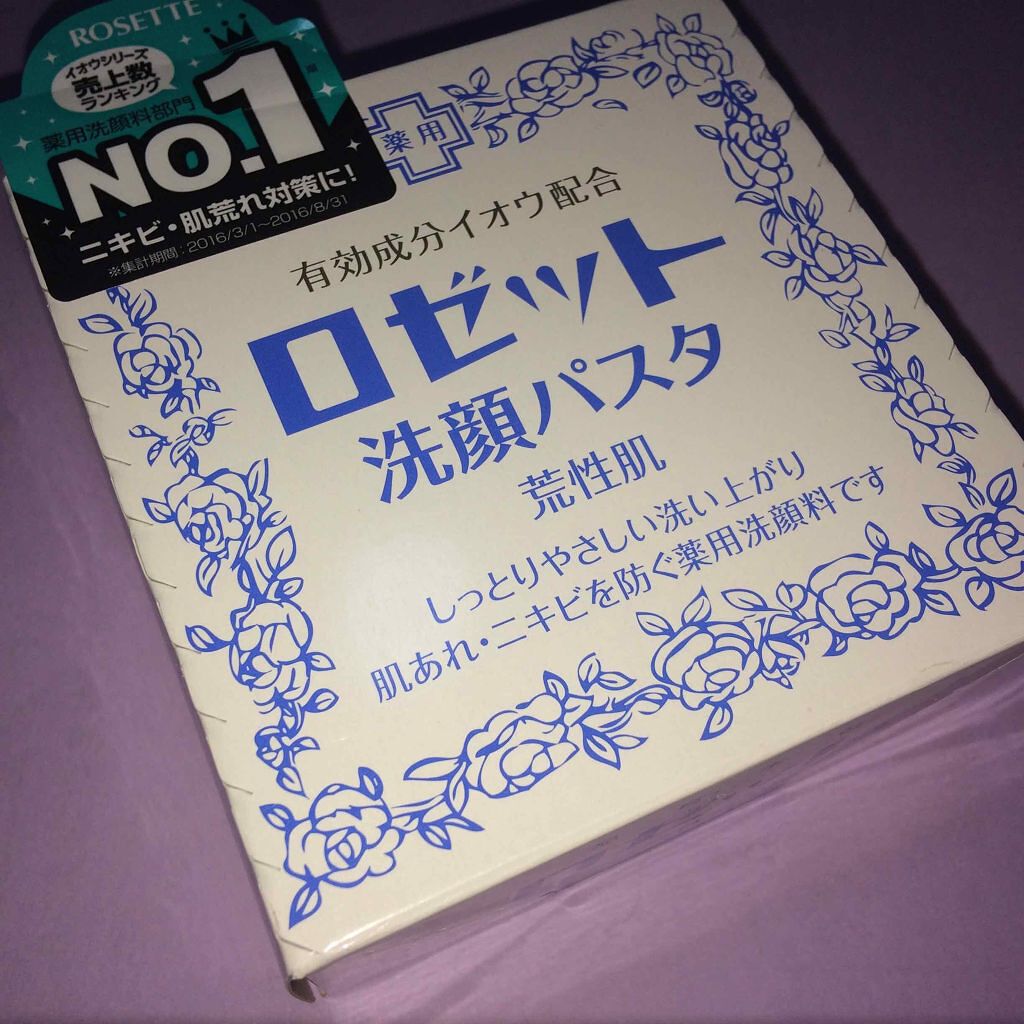 ROSETTE
イオウシリーズ
売上数
ランキング
薬用洗顔料部門
NO.1
ニキビ・肌荒れ対策に!
※集計期間:2016/3/1~2016/8/31
薬用
有効成分イオウ配合
ロゼット
洗顔パスタ
荒性肌
しっとりやさしい洗い上がり
肌あれ・ニキビを防ぐ薬用洗顔料です